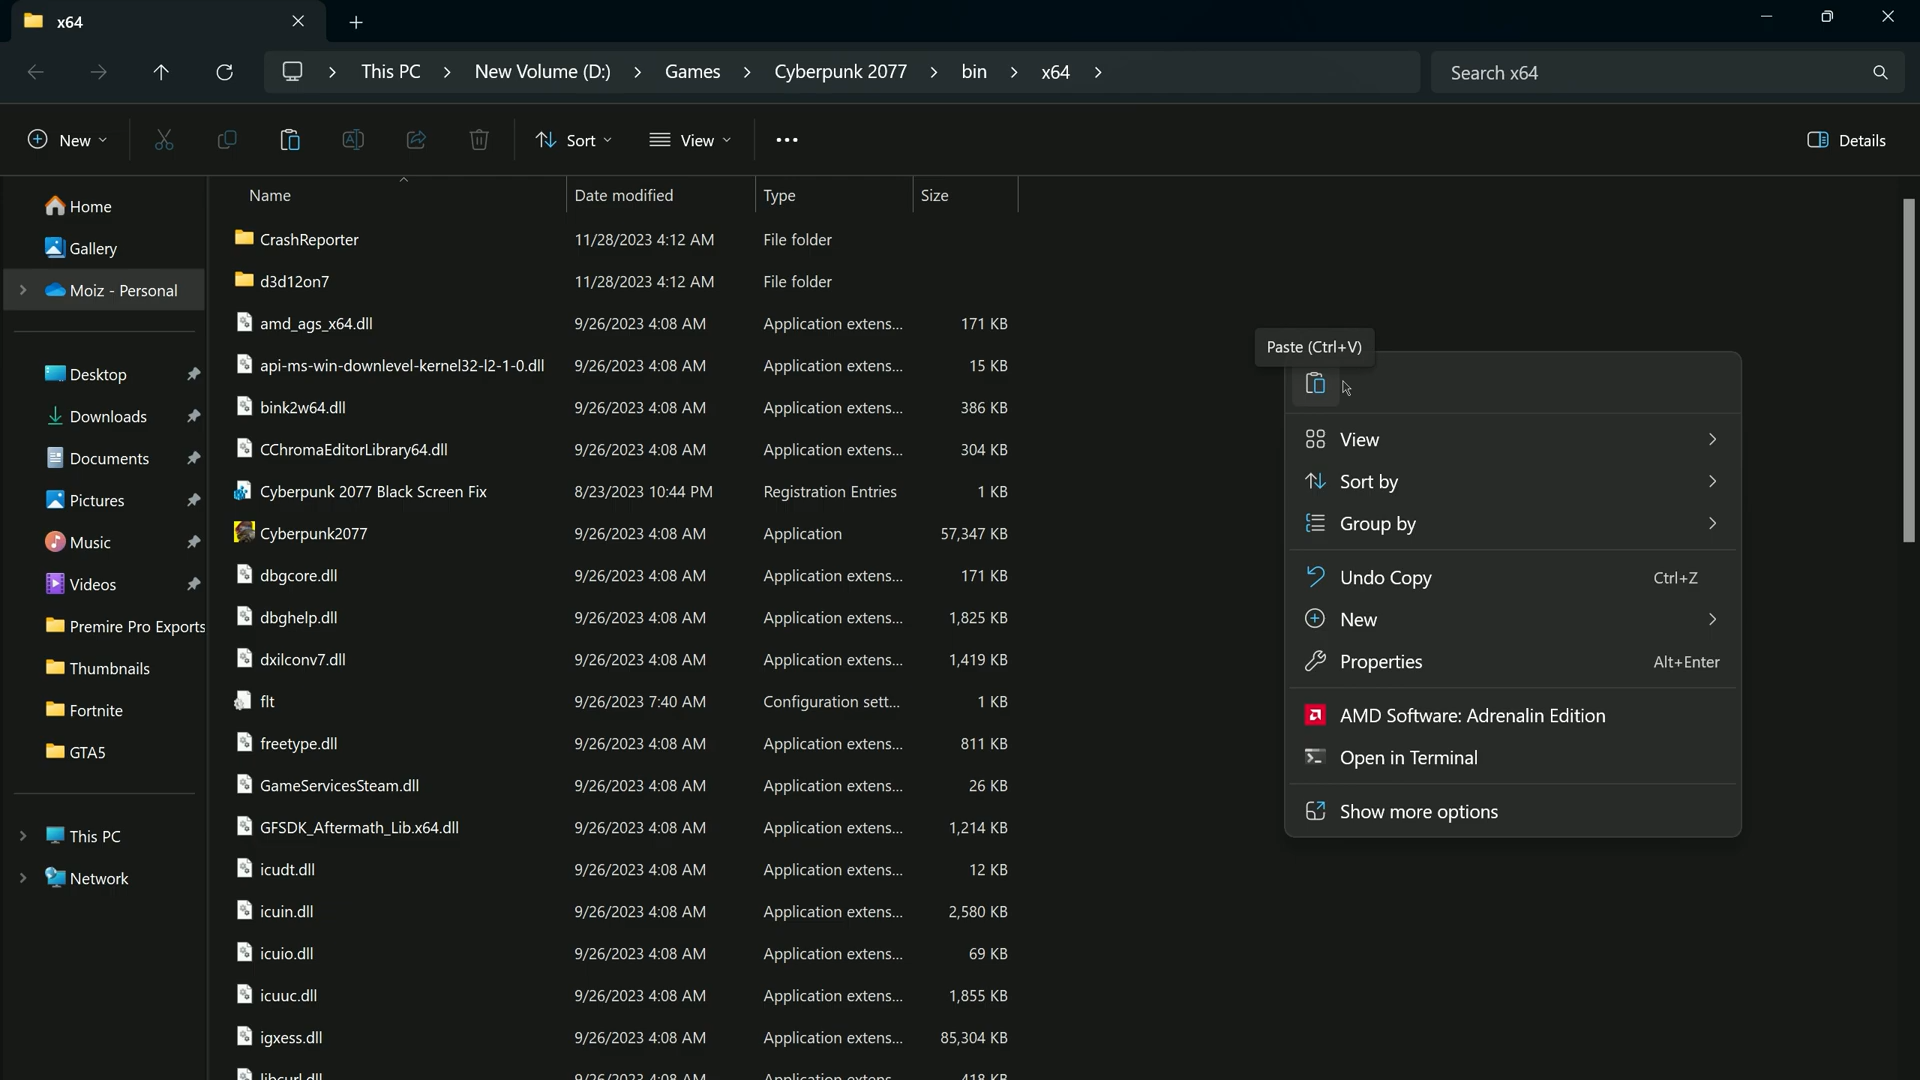 x64
This PC > New Volume (D:) > Games > Cyberpunk 2077 > bin > x64 >
Search x64
New
Sort
View
Details
Name
Date modified
Type
Size
Home
Gallery
Moiz - Personal
Desktop
Downloads
Documents
Pictures
Music
Videos
Premire Pro Exports
Thumbnails
Fortnite
GTA5
This PC
Network
CrashReporter 11/28/2023 4:12 AM File folder
d3d12on7 11/28/2023 4:12 AM File folder
amd_ags_x64.dll 9/26/2023 4:08 AM Application extens... 171 KB
api-ms-win-downlevel-kernel32-l2-1-0.dll 9/26/2023 4:08 AM Application extens... 15 KB
bink2w64.dll 9/26/2023 4:08 AM Application extens... 386 KB
CChromaEditorLibrary64.dll 9/26/2023 4:08 AM Application extens... 304 KB
Cyberpunk 2077 Black Screen Fix 8/23/2023 10:44 PM Registration Entries 1 KB
Cyberpunk2077 9/26/2023 4:08 AM Application 57,347 KB
dbgcore.dll 9/26/2023 4:08 AM Application extens... 171 KB
dbghelp.dll 9/26/2023 4:08 AM Application extens... 1,825 KB
dxilconv7.dll 9/26/2023 4:08 AM Application extens... 1,419 KB
flt 9/26/2023 7:40 AM Configuration sett... 1 KB
freetype.dll 9/26/2023 4:08 AM Application extens... 811 KB
GameServicesSteam.dll 9/26/2023 4:08 AM Application extens... 26 KB
GFSDK_Aftermath_Lib.x64.dll 9/26/2023 4:08 AM Application extens... 1,214 KB
icudt.dll 9/26/2023 4:08 AM Application extens... 12 KB
icuin.dll 9/26/2023 4:08 AM Application extens... 2,580 KB
icuio.dll 9/26/2023 4:08 AM Application extens... 69 KB
icuuc.dll 9/26/2023 4:08 AM Application extens... 1,855 KB
igxess.dll 9/26/2023 4:08 AM Application extens... 85,304 KB
libcurl.dll 9/26/2023 4:08 AM Application extens... 418 KB
Paste (Ctrl+V)
View
Sort by
Group by
Undo Copy Ctrl+Z
New
Properties Alt+Enter
AMD Software: Adrenalin Edition
Open in Terminal
Show more options